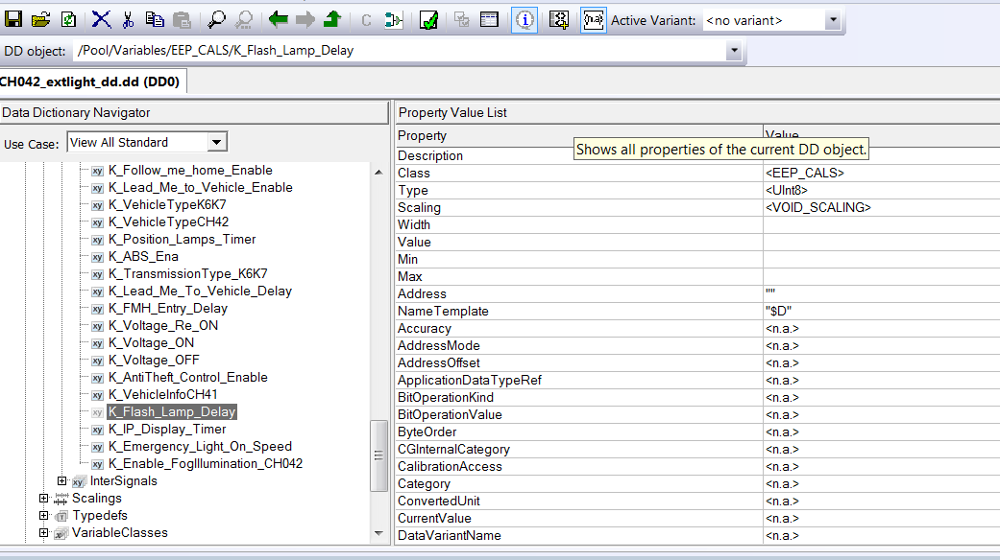 Active Variant: <no variant>
DD object: /Pool/Variables/EEP_CALS/K_Flash_Lamp_Delay
CH042_extlight_dd.dd (DD0)
Data Dictionary Navigator
Use Case: View All Standard
K_Follow_me_home_Enable
K_Lead_Me_to_Vehicle_Enable
K_VehicleTypeK6K7
K_VehicleTypeCH42
K_Position_Lamps_Timer
K_ABS_Ena
K_TransmissionType_K6K7
K_Lead_Me_To_Vehicle_Delay
K_FMH_Entry_Delay
K_Voltage_Re_ON
K_Voltage_ON
K_Voltage_OFF
K_AntiTheft_Control_Enable
K_VehicleInfoCH41
K_Flash_Lamp_Delay
K_IP_Display_Timer
K_Emergency_Light_On_Speed
K_Enable_FogIllumination_CH042
InterSignals
Scalings
Typedefs
VariableClasses
Property Value List
Property Value
Shows all properties of the current DD object.
Description
Class <EEP_CALS>
Type <UInt8>
Scaling <VOID_SCALING>
Width
Value
Min
Max
Address ""
NameTemplate "$D"
Accuracy <n.a.>
AddressMode <n.a.>
AddressOffset <n.a.>
ApplicationDataTypeRef <n.a.>
BitOperationKind <n.a.>
BitOperationValue <n.a.>
ByteOrder <n.a.>
CGInternalCategory <n.a.>
CalibrationAccess <n.a.>
Category <n.a.>
ConvertedUnit <n.a.>
CurrentValue <n.a.>
DataVariantName <n.a.>